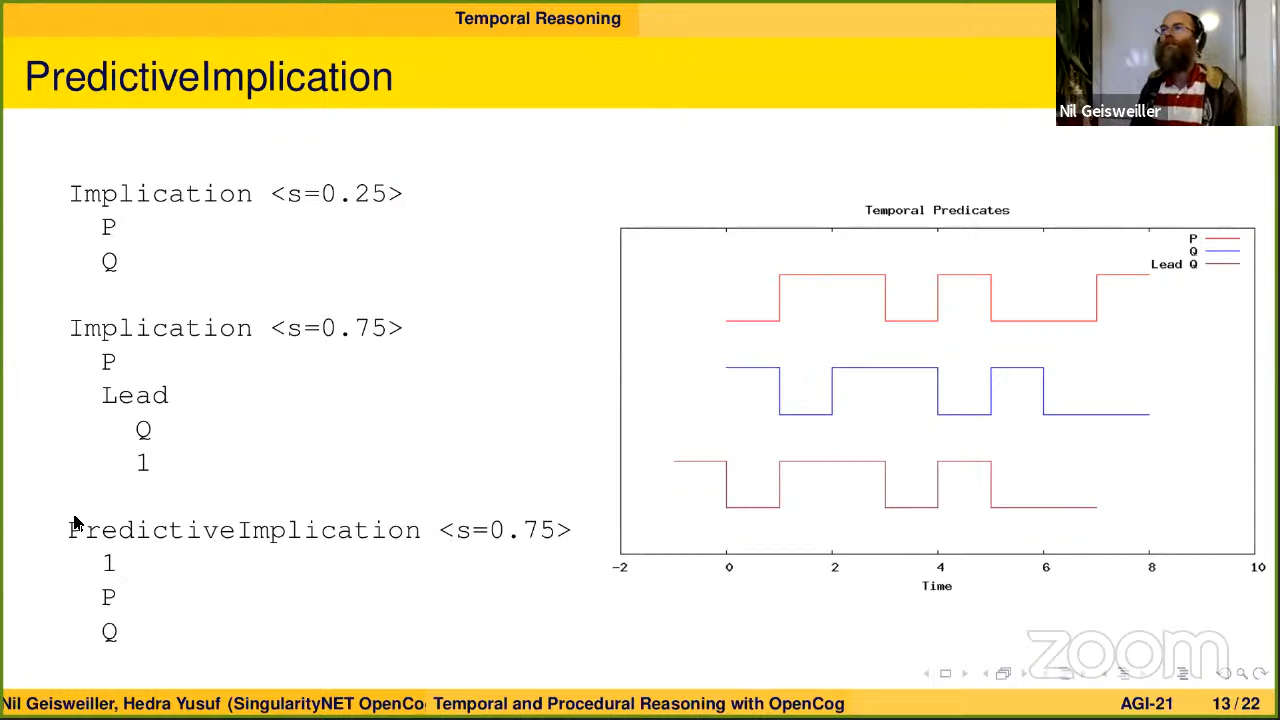 Temporal Reasoning
PredictiveImplication
Nil Geisweiller
Implication <s=0.25>
P
Q
Implication <s=0.75>
P
Lead
Q
1
PredictiveImplication <s=0.75>
1
P
Q
Temporal Predicates
P
Q
Lead Q
-2 0 2 4 6 8 10
Time
zoom
Nil Geisweiller, Hedra Yusuf (SingularityNET OpenCo Temporal and Procedural Reasoning with OpenCog AGI-21 13 / 22